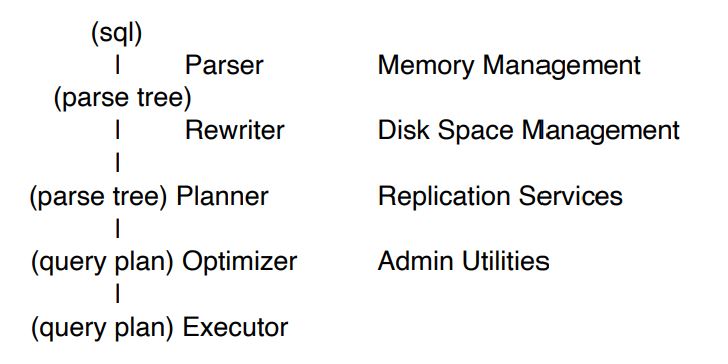 (sql)
| Parser Memory Management
(parse tree)
| Rewriter Disk Space Management
|
(parse tree) Planner Replication Services
|
(query plan) Optimizer Admin Utilities
|
(query plan) Executor